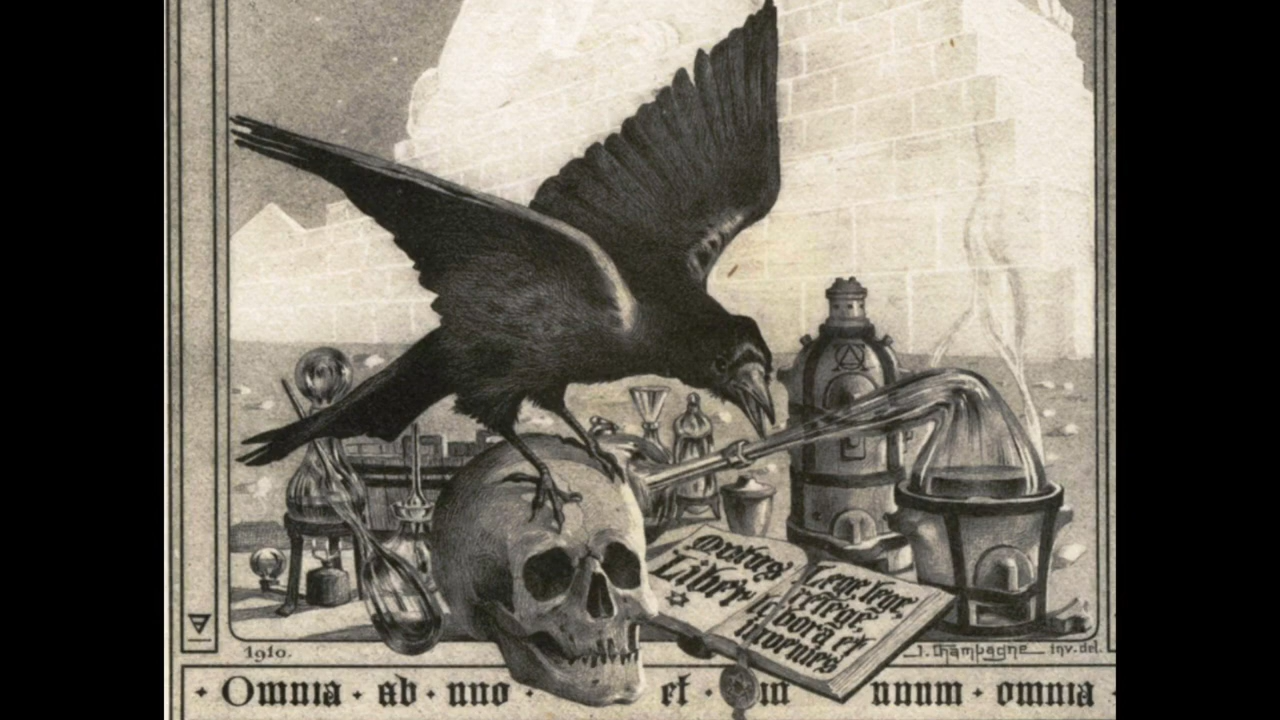 Mutus
Liber
Lege, lege,
relege,
labora et
invenies
1910.
J. Champagne inv. del.
Omnia · ab · uno · et · in unum · omnia